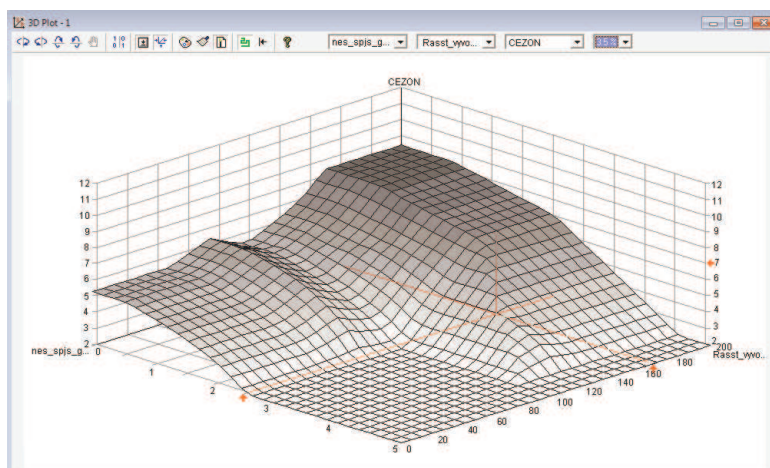 3D Plot - 1
nes_spjs_g... Rasst_vyvo... CEZON 35%
CEZON
12 12
11 11
10 10
9 9
8 8
7 7
6 6
5 5
4 4
3 3
2 2
nes_spjs_g... 0 1 2 3 4 5
0 20 40 60 80 100 120 140 160 180 200
Rasst_vyvo...